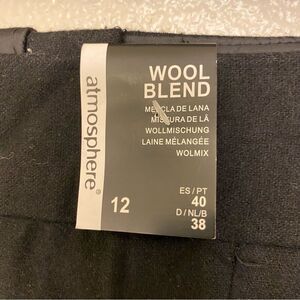 atmosphere®
WOOL
BLEND
MEZCLA DE LANA
MISTURA DE LÃ
WOLLMISCHUNG
LAINE MÉLANGÉE
WOLMIX
12
ES/PT
40
D/NL/B
38